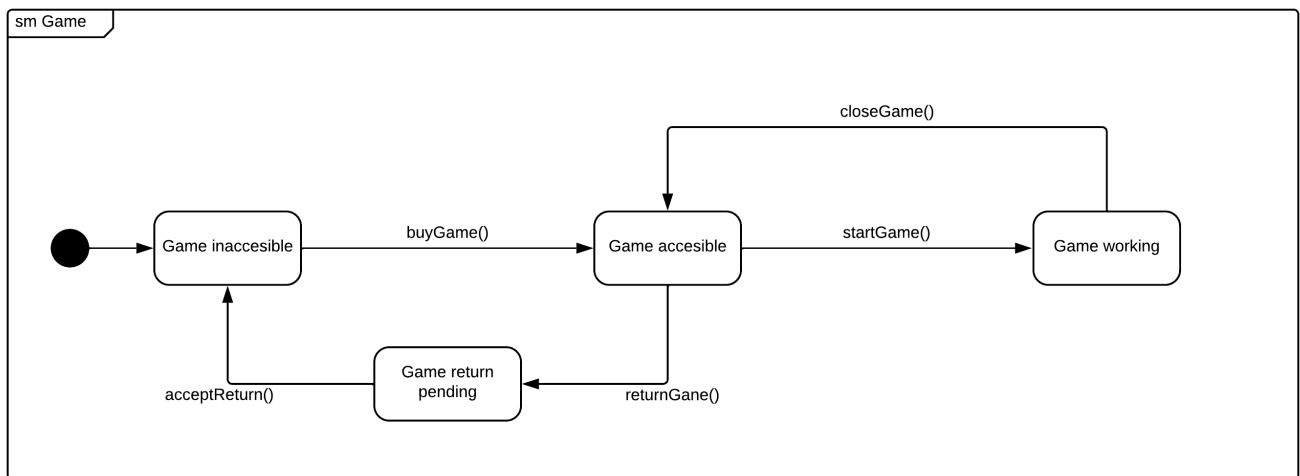 sm Game
closeGame()
buyGame()
startGame()
Game inaccesible
Game accesible
Game working
Game return
pending
acceptReturn()
returnGane()